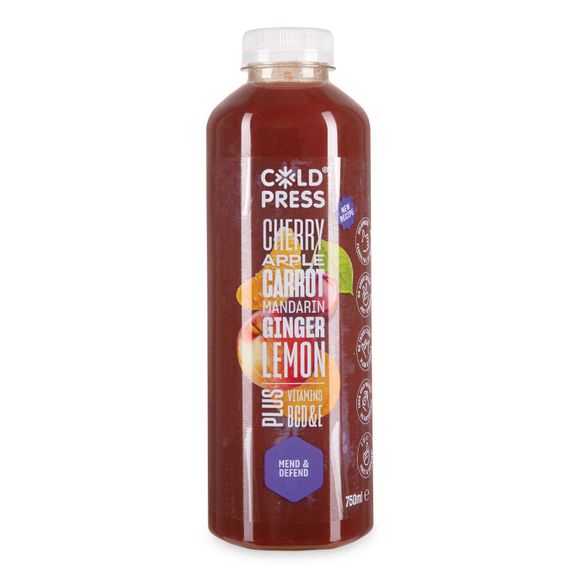 COLD®
PRESS
NEW
RECIPE
CHERRY
APPLE
CARROT
MANDARIN
GINGER
LEMON
PLUS
VITAMINS
BCD&E
MEND &
DEFEND
750ml ℮